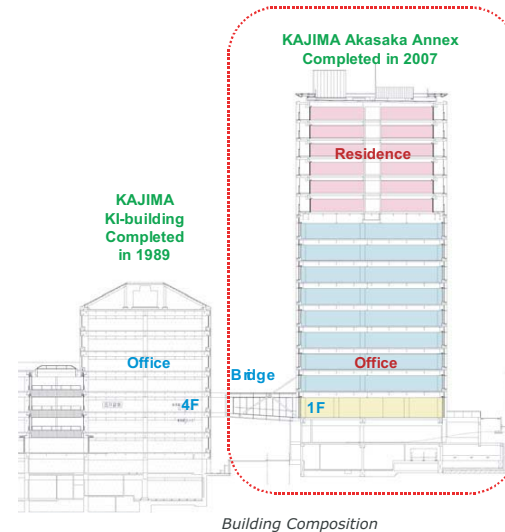 KAJIMA Akasaka Annex
Completed in 2007
Residence
KAJIMA
KI-building
Completed
in 1989
Office
Bridge
Office
4F
1F
Building Composition